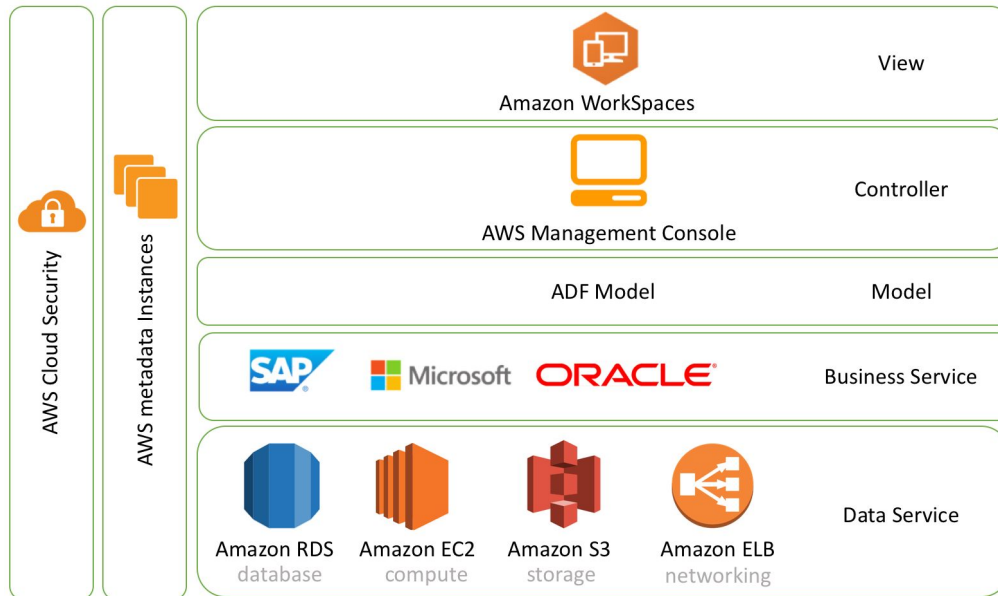 AWS Cloud Security
AWS metadata Instances
Amazon WorkSpaces
View
AWS Management Console
Controller
ADF Model
Model
SAP
Microsoft
ORACLE
Business Service
Amazon RDS
database
Amazon EC2
compute
Amazon S3
storage
Amazon ELB
networking
Data Service